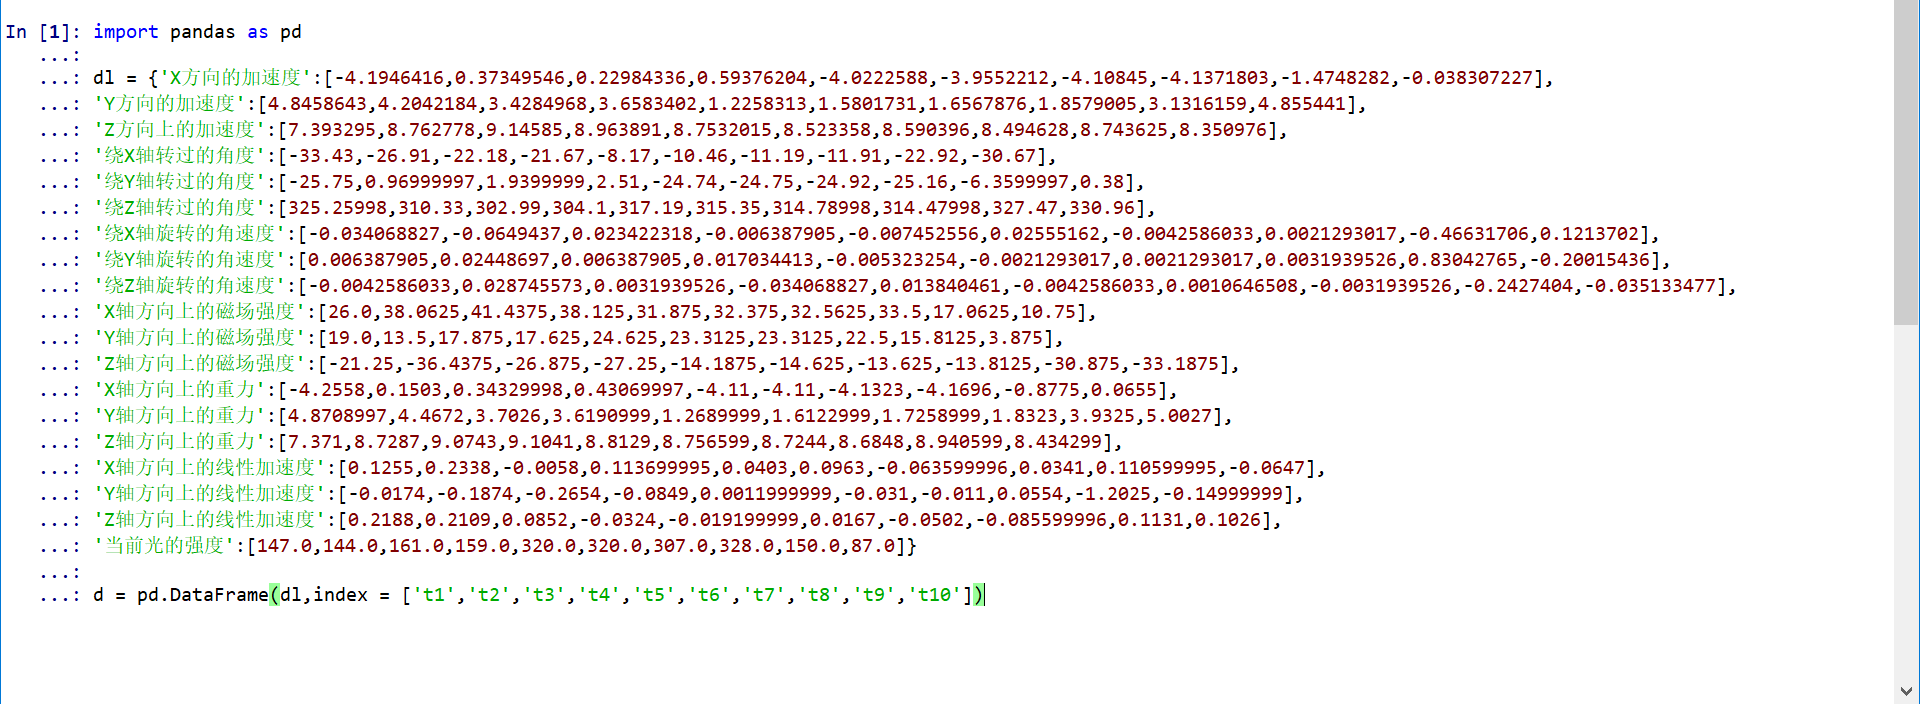 In [1]: import pandas as pd
...:
...: dl = {'X方向的加速度':[-4.1946416,0.37349546,0.22984336,0.59376204,-4.0222588,-3.9552212,-4.10845,-4.1371803,-1.4748282,-0.038307227],
...: 'Y方向的加速度':[4.8458643,4.2042184,3.4284968,3.6583402,1.2258313,1.5801731,1.6567876,1.8579005,3.1316159,4.855441],
...: 'Z方向上的加速度':[7.393295,8.762778,9.14585,8.963891,8.7532015,8.523358,8.590396,8.494628,8.743625,8.350976],
...: '绕X轴转过的角度':[-33.43,-26.91,-22.18,-21.67,-8.17,-10.46,-11.19,-11.91,-22.92,-30.67],
...: '绕Y轴转过的角度':[-25.75,0.96999997,1.9399999,2.51,-24.74,-24.75,-24.92,-25.16,-6.3599997,0.38],
...: '绕Z轴转过的角度':[325.25998,310.33,302.99,304.1,317.19,315.35,314.78998,314.47998,327.47,330.96],
...: '绕X轴旋转的角速度':[-0.034068827,-0.0649437,0.023422318,-0.006387905,-0.007452556,0.02555162,-0.0042586033,0.0021293017,-0.46631706,0.1213702],
...: '绕Y轴旋转的角速度':[0.006387905,0.02448697,0.006387905,0.017034413,-0.005323254,-0.0021293017,0.0021293017,0.0031939526,0.83042765,-0.20015436],
...: '绕Z轴旋转的角速度':[-0.0042586033,0.028745573,0.0031939526,-0.034068827,0.013840461,-0.0042586033,0.0010646508,-0.0031939526,-0.2427404,-0.035133477],
...: 'X轴方向上的磁场强度':[26.0,38.0625,41.4375,38.125,31.875,32.375,32.5625,33.5,17.0625,10.75],
...: 'Y轴方向上的磁场强度':[19.0,13.5,17.875,17.625,24.625,23.3125,23.3125,22.5,15.8125,3.875],
...: 'Z轴方向上的磁场强度':[-21.25,-36.4375,-26.875,-27.25,-14.1875,-14.625,-13.625,-13.8125,-30.875,-33.1875],
...: 'X轴方向上的重力':[-4.2558,0.1503,0.34329998,0.43069997,-4.11,-4.11,-4.1323,-4.1696,-0.8775,0.0655],
...: 'Y轴方向上的重力':[4.8708997,4.4672,3.7026,3.6190999,1.2689999,1.6122999,1.7258999,1.8323,3.9325,5.0027],
...: 'Z轴方向上的重力':[7.371,8.7287,9.0743,9.1041,8.8129,8.756599,8.7244,8.6848,8.940599,8.434299],
...: 'X轴方向上的线性加速度':[0.1255,0.2338,-0.0058,0.113699995,0.0403,0.0963,-0.063599996,0.0341,0.110599995,-0.0647],
...: 'Y轴方向上的线性加速度':[-0.0174,-0.1874,-0.2654,-0.0849,0.0011999999,-0.031,-0.011,0.0554,-1.2025,-0.14999999],
...: 'Z轴方向上的线性加速度':[0.2188,0.2109,0.0852,-0.0324,-0.019199999,0.0167,-0.0502,-0.085599996,0.1131,0.1026],
...: '当前光的强度':[147.0,144.0,161.0,159.0,320.0,320.0,307.0,328.0,150.0,87.0]}
...:
...: d = pd.DataFrame(dl,index = ['t1','t2','t3','t4','t5','t6','t7','t8','t9','t10'])